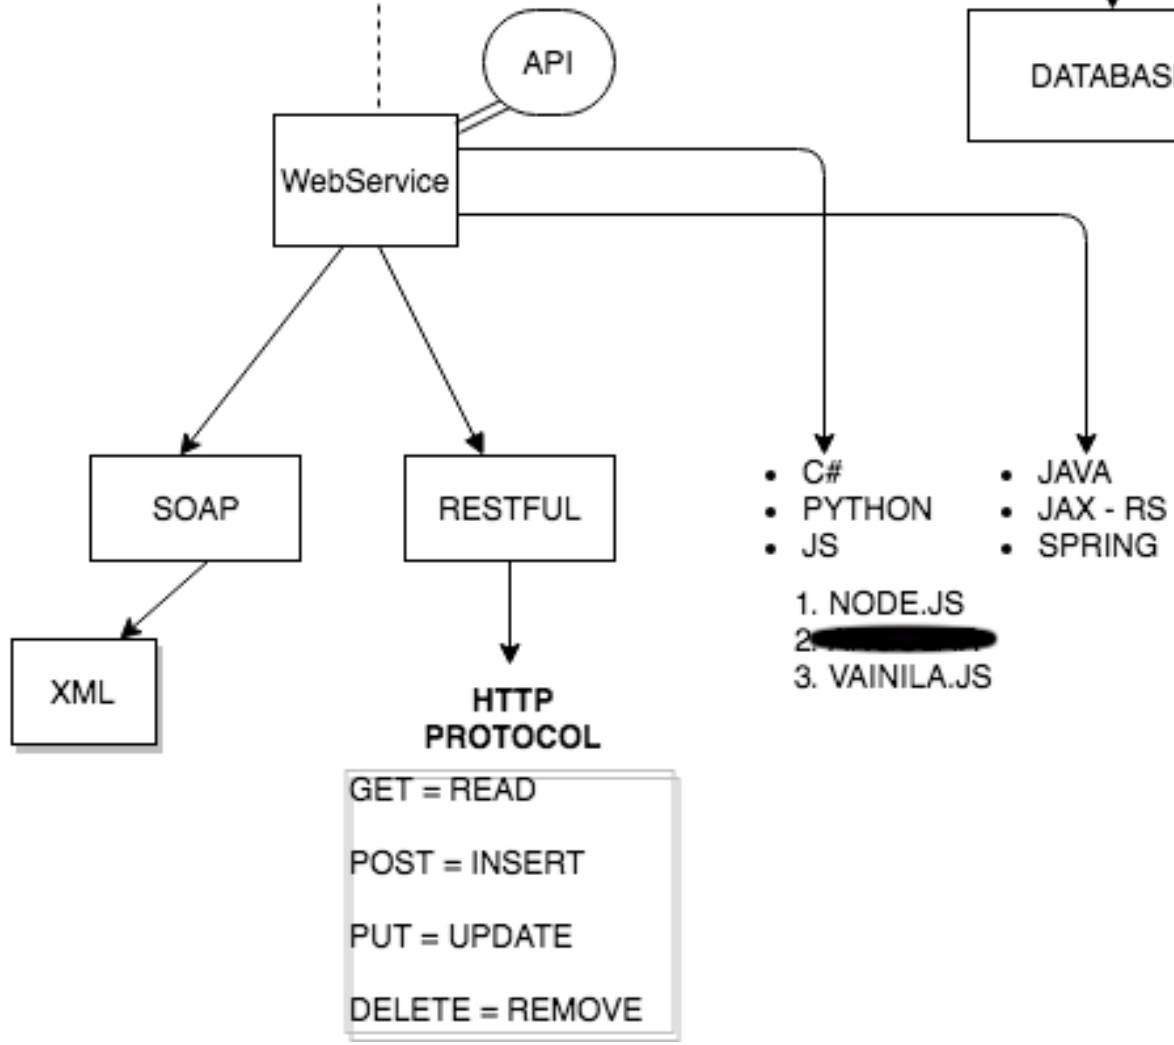 API
DATABAS
WebService
SOAP
RESTFUL
XML
HTTP
PROTOCOL
GET = READ
POST = INSERT
PUT = UPDATE
DELETE = REMOVE
• C#
• PYTHON
• JS
1. NODE.JS
2.
3. VAINILA.JS
• JAVA
• JAX - RS
• SPRING